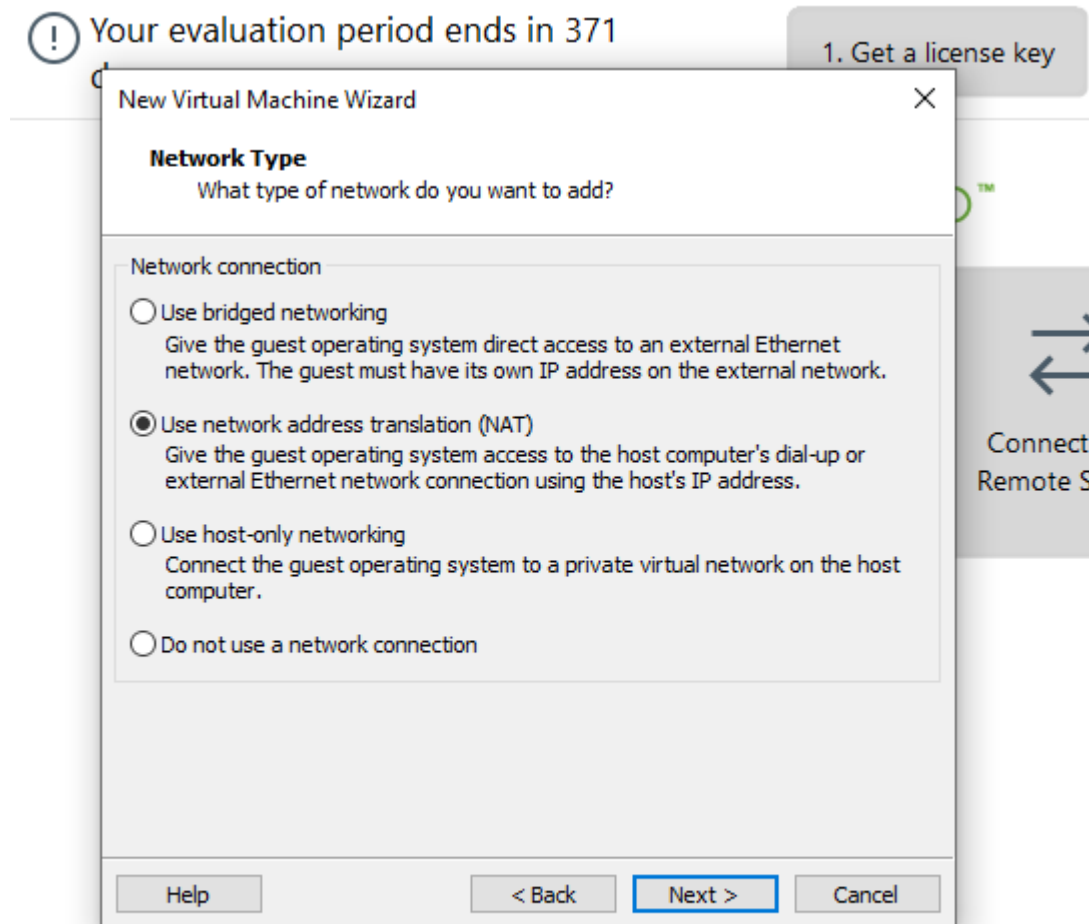 Your evaluation period ends in 371
1. Get a license key
New Virtual Machine Wizard
Network Type
What type of network do you want to add?
™
Network connection
Use bridged networking
Give the guest operating system direct access to an external Ethernet
network. The guest must have its own IP address on the external network.
Use network address translation (NAT)
Give the guest operating system access to the host computer's dial-up or
external Ethernet network connection using the host's IP address.
Connect
Remote S
Use host-only networking
Connect the guest operating system to a private virtual network on the host
computer.
Do not use a network connection
Help
< Back
Next >
Cancel